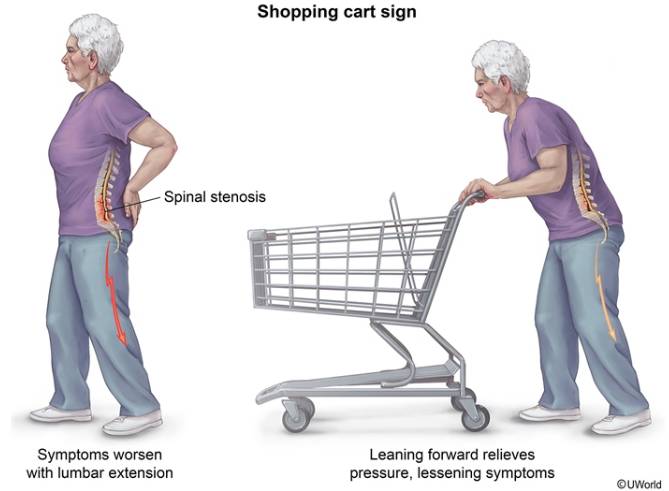 Shopping cart sign
Spinal stenosis
Symptoms worsen
with lumbar extension
Leaning forward relieves
pressure, lessening symptoms
©UWorld